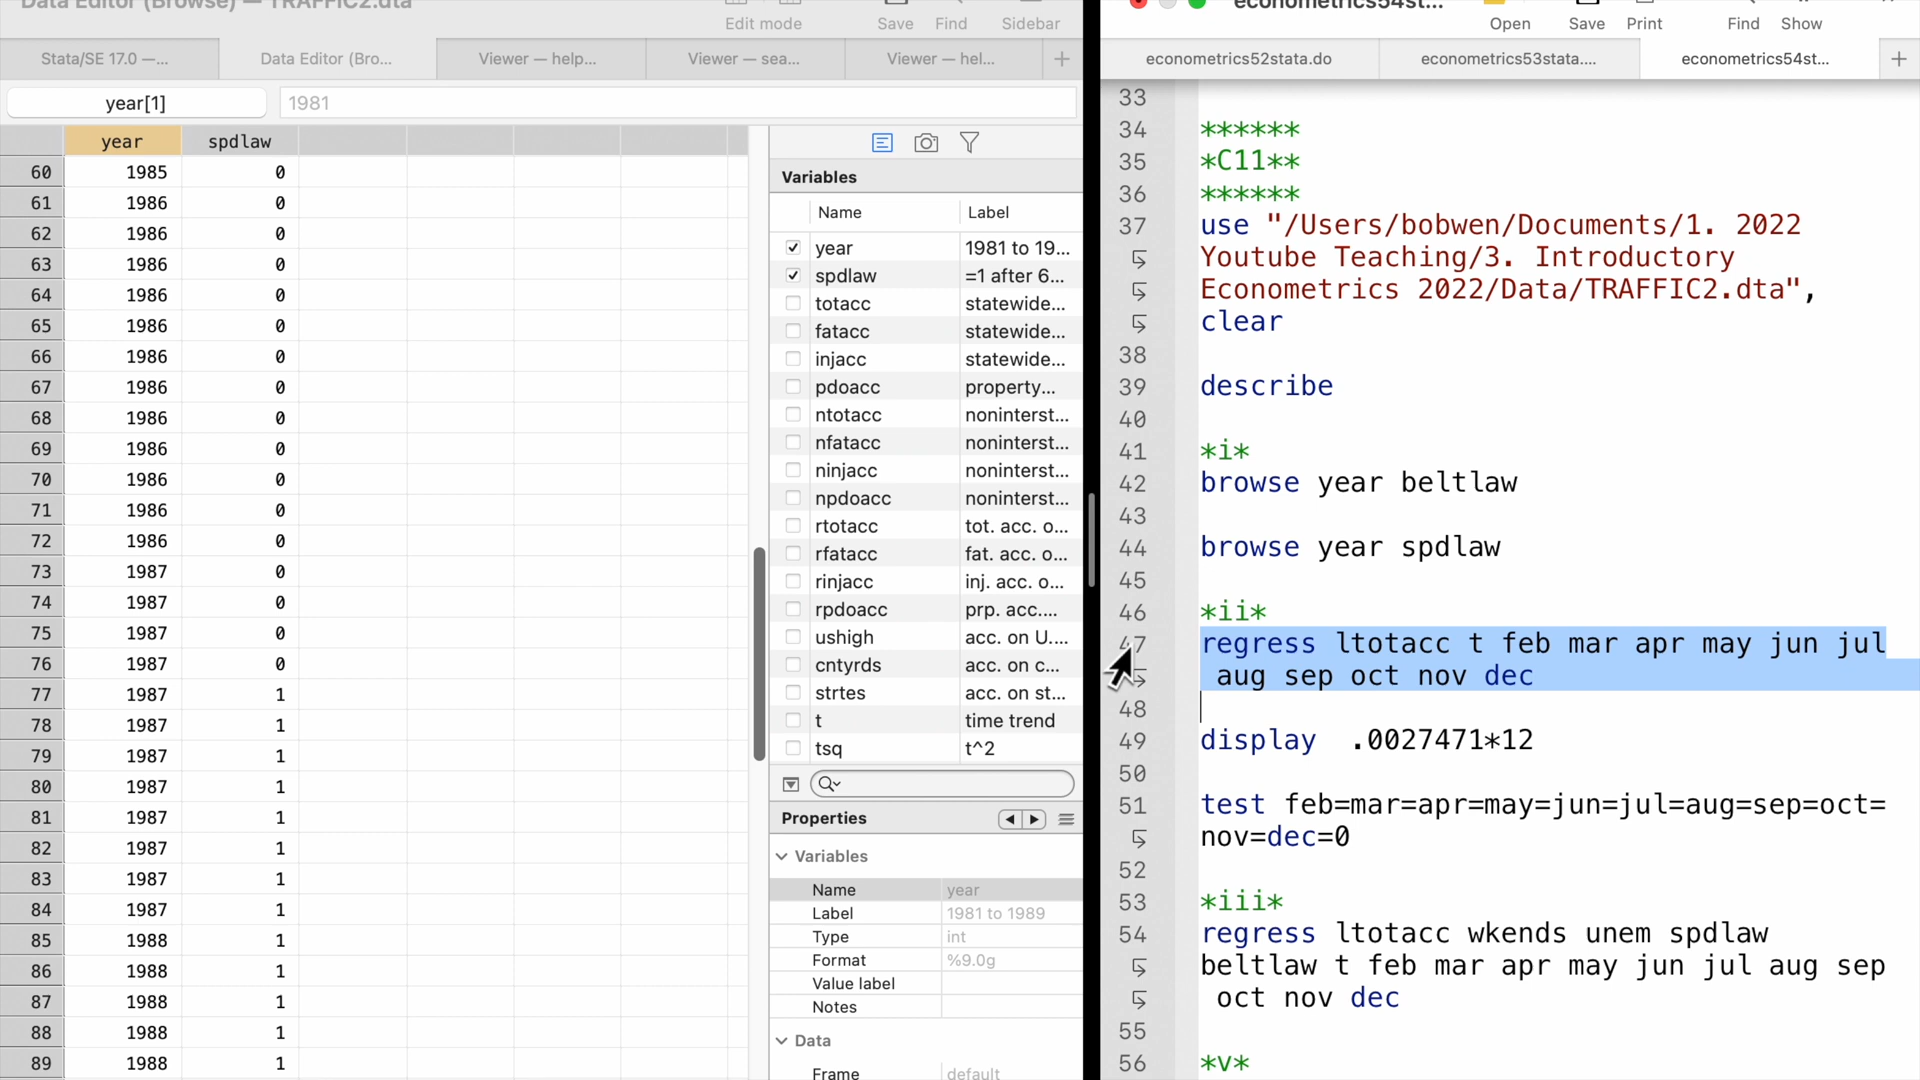 Data Editor (Browse) — TRAFFIC2.dta
Edit mode
Save
Find
Sidebar
Stata/SE 17.0 —...
Data Editor (Bro...
Viewer — help...
Viewer — sea...
Viewer — hel...
year[1]
1981
year spdlaw
60 1985 0
61 1986 0
62 1986 0
63 1986 0
64 1986 0
65 1986 0
66 1986 0
67 1986 0
68 1986 0
69 1986 0
70 1986 0
71 1986 0
72 1986 0
73 1987 0
74 1987 0
75 1987 0
76 1987 0
77 1987 1
78 1987 1
79 1987 1
80 1987 1
81 1987 1
82 1987 1
83 1987 1
84 1987 1
85 1988 1
86 1988 1
87 1988 1
88 1988 1
89 1988 1
Variables
Name Label
year 1981 to 19...
spdlaw =1 after 6...
totacc statewide...
fatacc statewide...
injacc statewide...
pdoacc property...
ntotacc noninterst...
nfatacc noninterst...
ninjacc noninterst...
npdoacc noninterst...
rtotacc tot. acc. o...
rfatacc fat. acc. o...
rinjacc inj. acc. o...
rpdoacc prp. acc....
ushigh acc. on U....
cntyrds acc. on c...
strtes acc. on st...
t time trend
tsq t^2
Properties
Variables
Name year
Label 1981 to 1989
Type int
Format %9.0g
Value label
Notes
Data
Frame default
econometrics54st...
Open
Save
Print
Find
Show
econometrics52stata.do
econometrics53stata....
econometrics54st...
33
34 ******
35 *C11**
36 ******
37 use "/Users/bobwen/Documents/1. 2022
Youtube Teaching/3. Introductory
Econometrics 2022/Data/TRAFFIC2.dta",
clear
38
39 describe
40
41 *i*
42 browse year beltlaw
43
44 browse year spdlaw
45
46 *ii*
47 regress ltotacc t feb mar apr may jun jul
aug sep oct nov dec
48
49 display .0027471*12
50
51 test feb=mar=apr=may=jun=jul=aug=sep=oct=
nov=dec=0
52
53 *iii*
54 regress ltotacc wkends unem spdlaw
beltlaw t feb mar apr may jun jul aug sep
oct nov dec
55
56 *v*